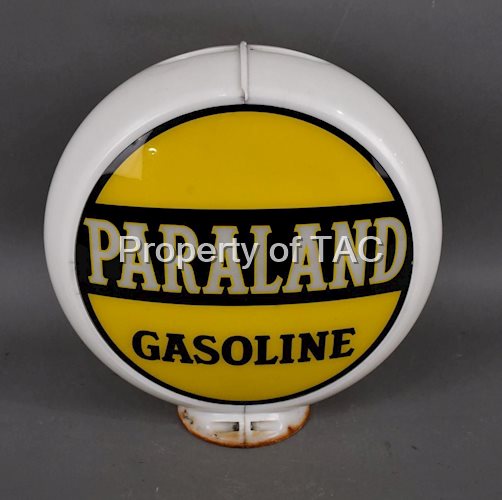 PARALAND
Property of TAC
GASOLINE